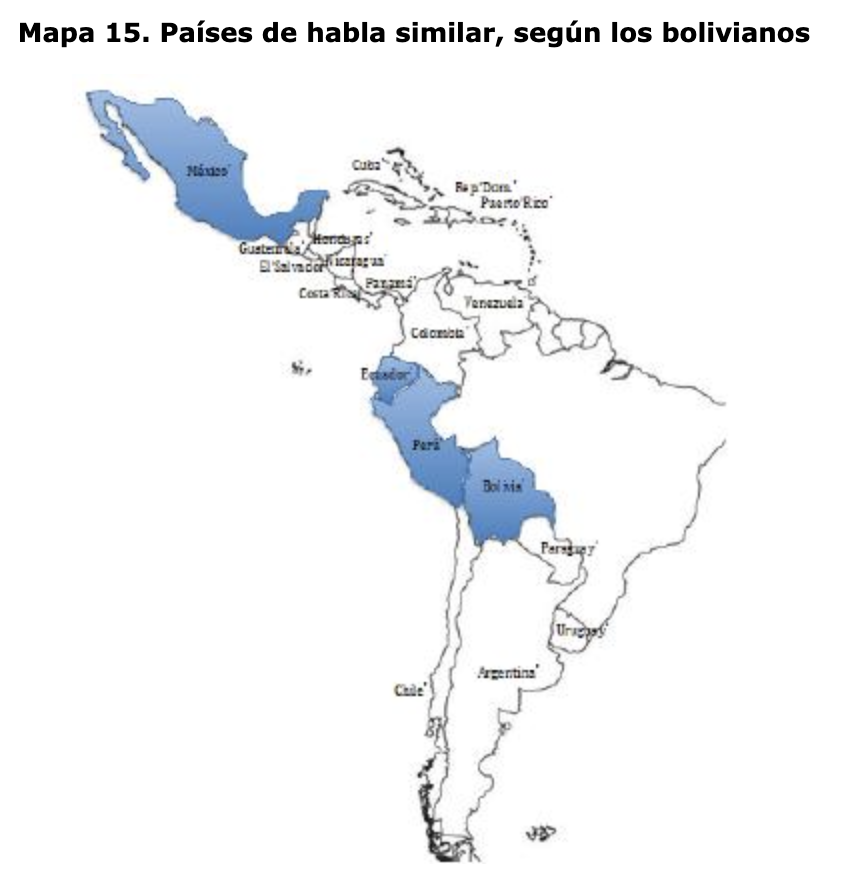 Mapa 15. Países de habla similar, según los bolivianos
México
Cuba
Rep Dom.
Puerto Rico
Honduras
Guatemala
Nicaragua
El Salvador
Panamá
Costa Rica
Venezuela
Colombia
Ecuador
Perú
Bolivia
Paraguay
Uruguay
Argentina
Chile